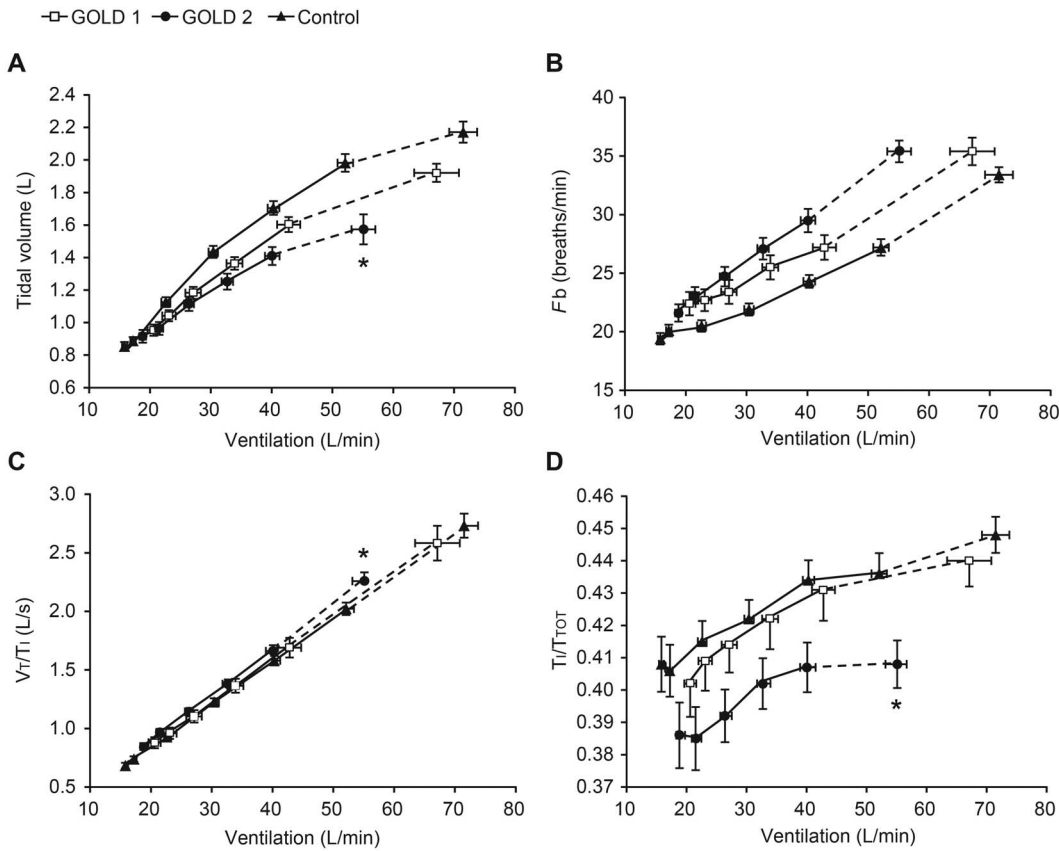 GOLD 1 GOLD 2 Control
A
Tidal volume (L)
2.4
2.2
2.0
1.8
1.6
1.4
1.2
1.0
0.8
0.6
10 20 30 40 50 60 70 80
Ventilation (L/min)
*
B
Fb (breaths/min)
40
35
30
25
20
15
10 20 30 40 50 60 70 80
Ventilation (L/min)
C
VT/TI (L/s)
3.0
2.5
2.0
1.5
1.0
0.5
10 20 30 40 50 60 70 80
Ventilation (L/min)
*
D
TI/TTOT
0.46
0.45
0.44
0.43
0.42
0.41
0.40
0.39
0.38
0.37
10 20 30 40 50 60 70 80
Ventilation (L/min)
*